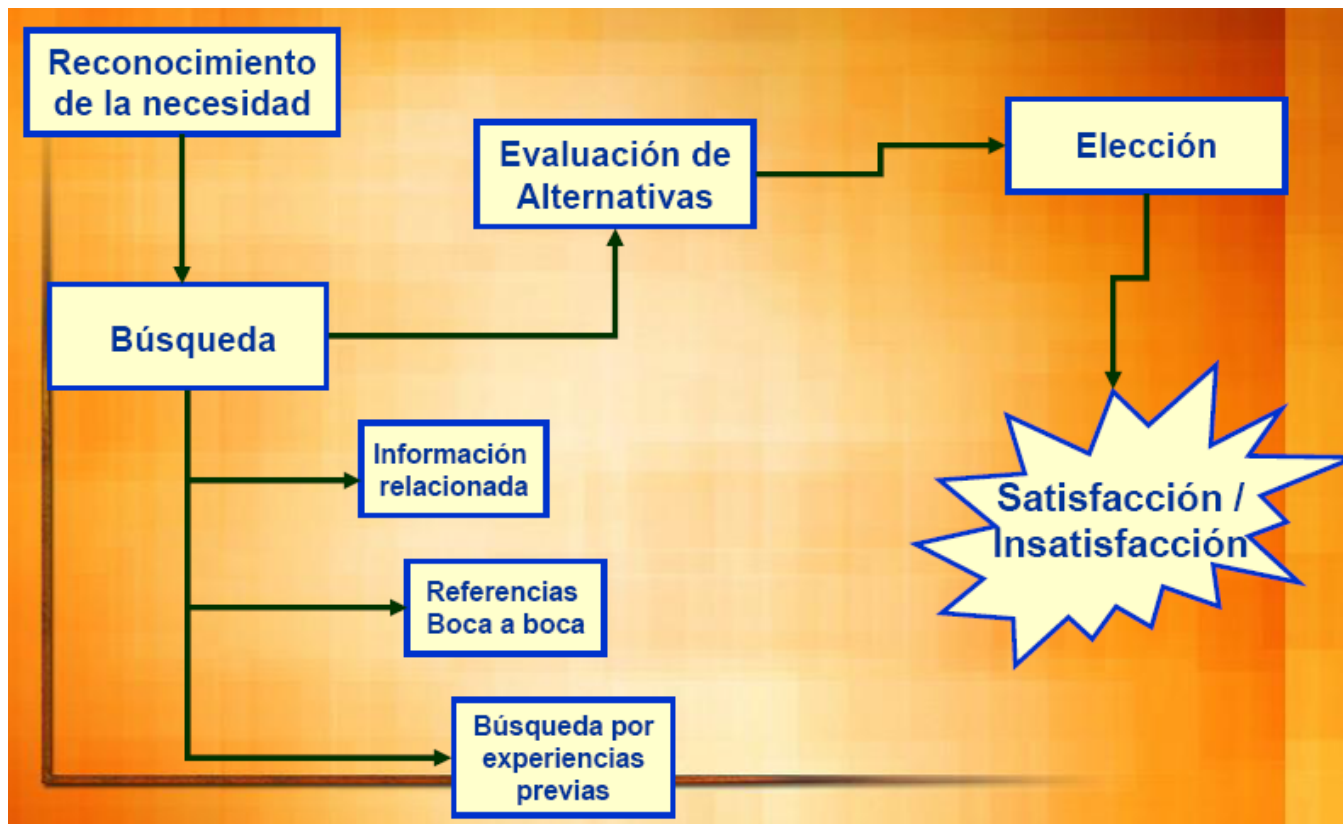 Reconocimiento
de la necesidad
Búsqueda
Evaluación de
Alternativas
Elección
Información
relacionada
Referencias
Boca a boca
Búsqueda por
experiencias
previas
Satisfacción /
Insatisfacción